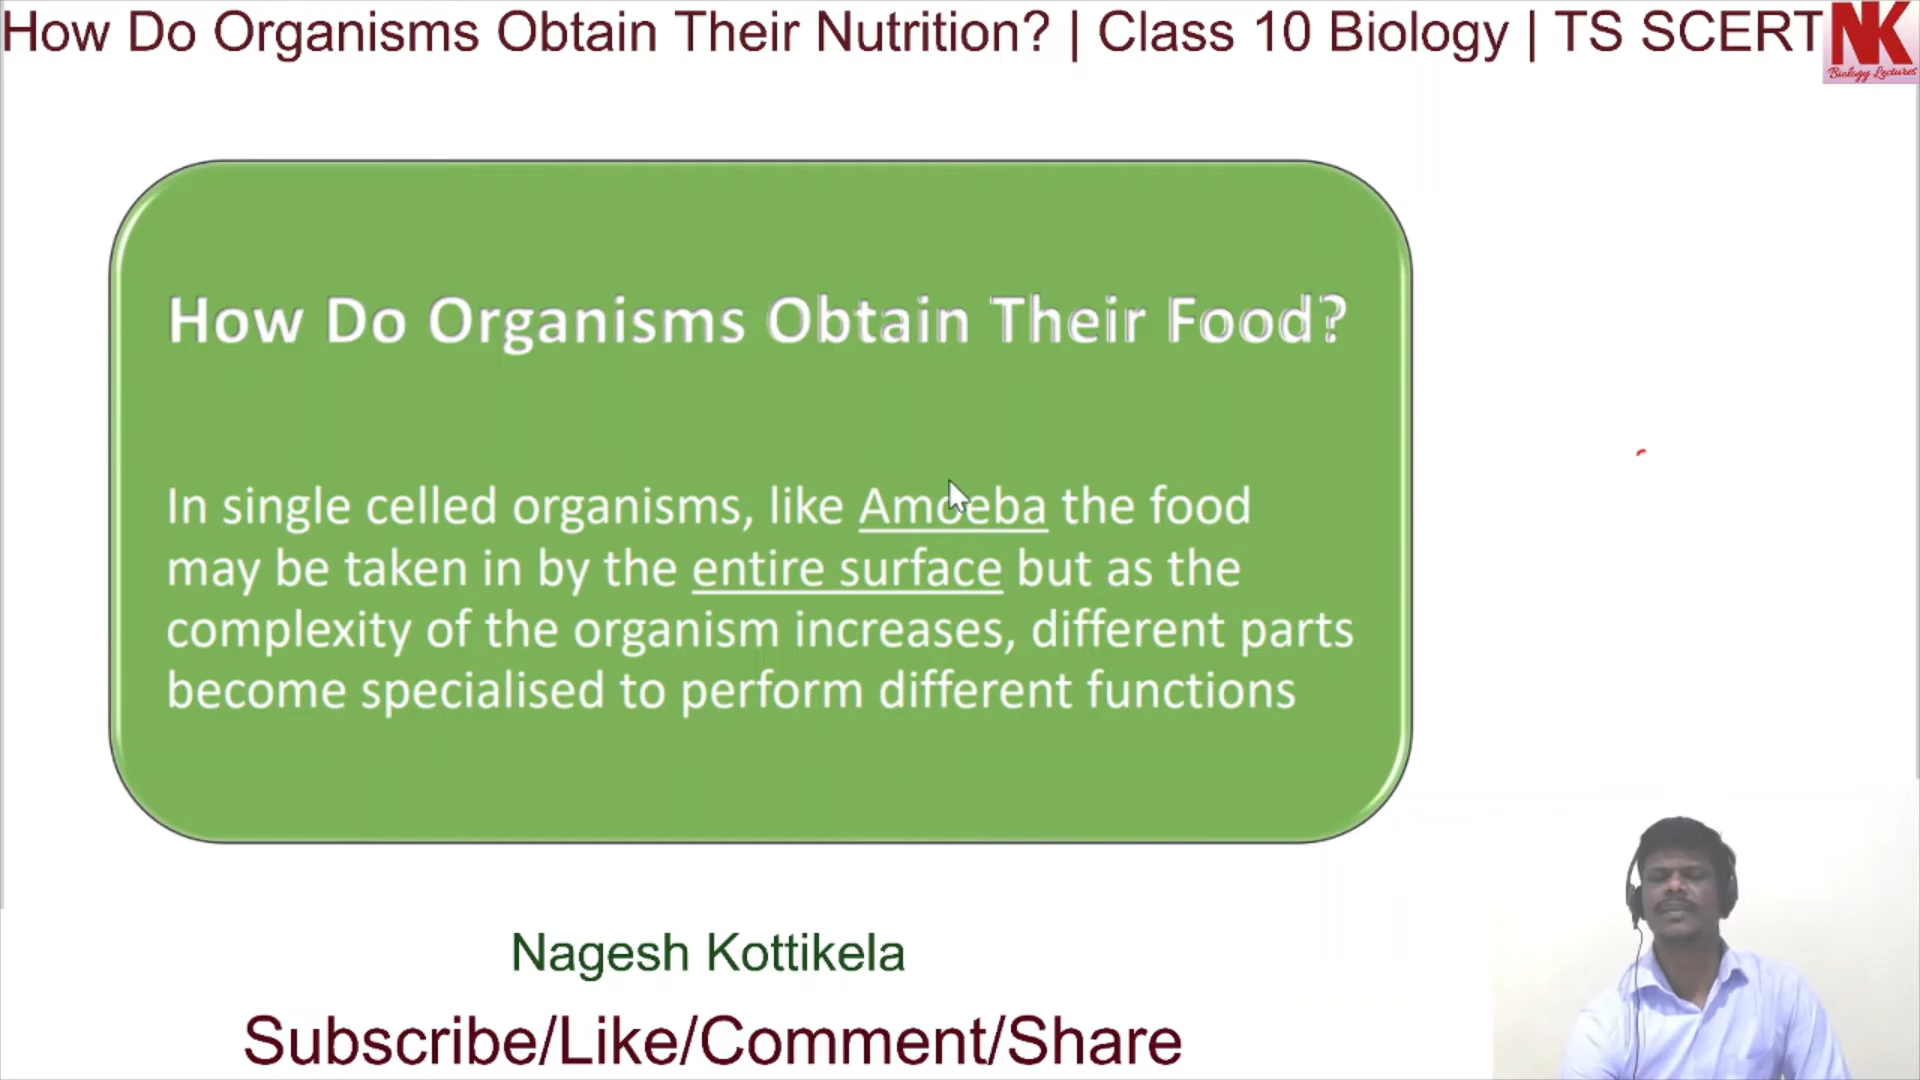 How Do Organisms Obtain Their Nutrition? | Class 10 Biology | TS SCERT
NK
Biology Lectures
How Do Organisms Obtain Their Food?
In single celled organisms, like Amoeba the food
may be taken in by the entire surface but as the
complexity of the organism increases, different parts
become specialised to perform different functions
Nagesh Kottikela
Subscribe/Like/Comment/Share